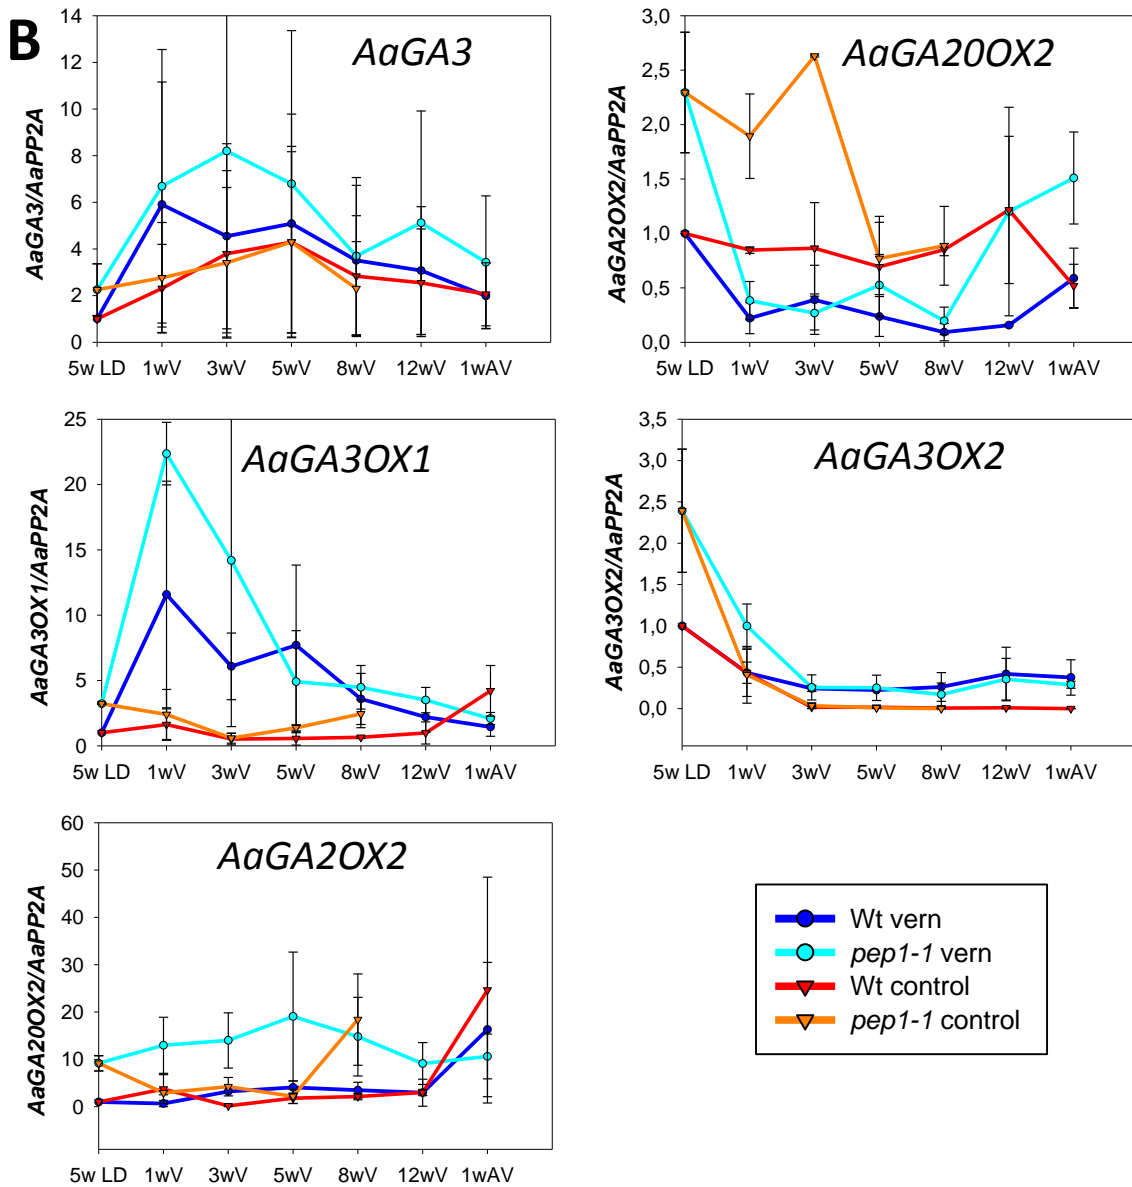 B
AaGA3
AaGA3/AaPP2A
14
12
10
8
6
4
2
0
5w LD 1wV 3wV 5wV 8wV 12wV 1wAV
AaGA20OX2
AaGA2OX2/AaPP2A
3,0
2,5
2,0
1,5
1,0
0,5
0,0
5w LD 1wV 3wV 5wV 8wV 12wV 1wAV
AaGA3OX1
AaGA3OX1/AaPP2A
25
20
15
10
5
0
5w LD 1wV 3wV 5wV 8wV 12wV 1wAV
AaGA3OX2
AaGA3OX2/AaPP2A
3,5
3,0
2,5
2,0
1,5
1,0
0,5
0,0
5w LD 1wV 3wV 5wV 8wV 12wV 1wAV
AaGA2OX2
AaGA20OX2/AaPP2A
60
50
40
30
20
10
0
5w LD 1wV 3wV 5wV 8wV 12wV 1wAV
Wt vern
pep1-1 vern
Wt control
pep1-1 control